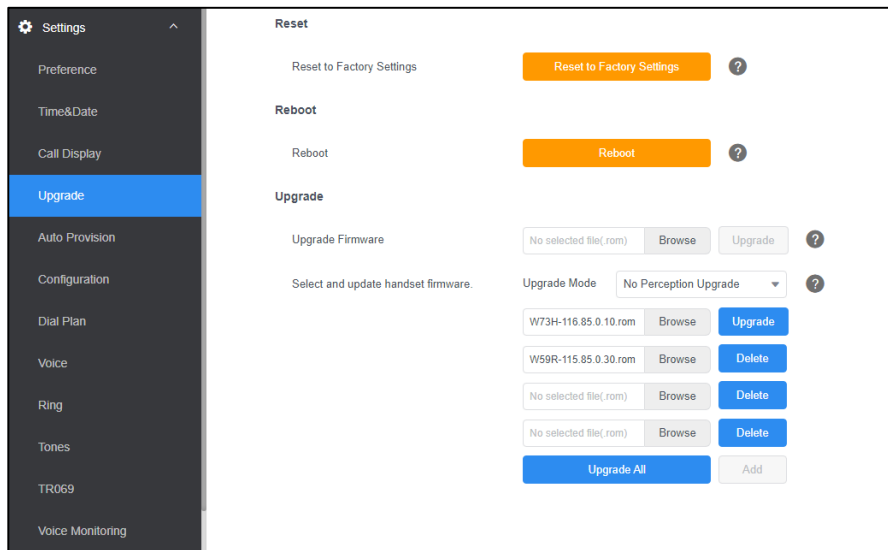 Settings
Preference
Time&Date
Call Display
Upgrade
Auto Provision
Configuration
Dial Plan
Voice
Ring
Tones
TR069
Voice Monitoring
Reset
Reset to Factory Settings Reset to Factory Settings ?
Reboot
Reboot Reboot ?
Upgrade
Upgrade Firmware No selected file(.rom) Browse Upgrade ?
Select and update handset firmware. Upgrade Mode No Perception Upgrade ?
W73H-116.85.0.10.rom Browse Upgrade
W59R-115.85.0.30.rom Browse Delete
No selected file(.rom) Browse Delete
No selected file(.rom) Browse Delete
Upgrade All Add